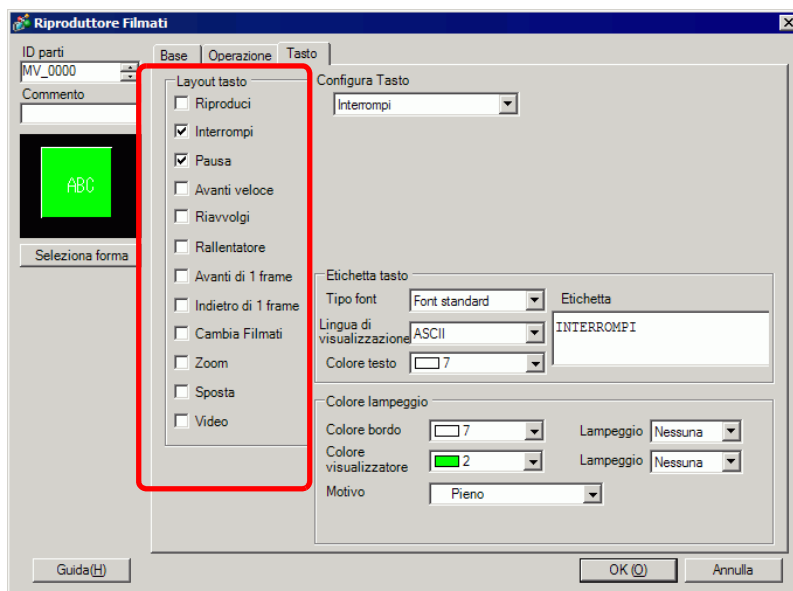 Riproduttore Filmati
ID parti
MV_0000
Commento
ABC
Seleziona forma
Base Operazione Tasto
Layout tasto
Riproduci
Interrompi
Pausa
Avanti veloce
Riavvolgi
Rallentatore
Avanti di 1 frame
Indietro di 1 frame
Cambia Filmati
Zoom
Sposta
Video
Configura Tasto
Interrompi
Etichetta tasto
Tipo font Font standard
Lingua di
visualizzazione ASCII
Colore testo 7
Etichetta
INTERROMPI
Colore lampeggio
Colore bordo 7 Lampeggio Nessuna
Colore
visualizzatore 2 Lampeggio Nessuna
Motivo Pieno
Guida(H) OK (O) Annulla